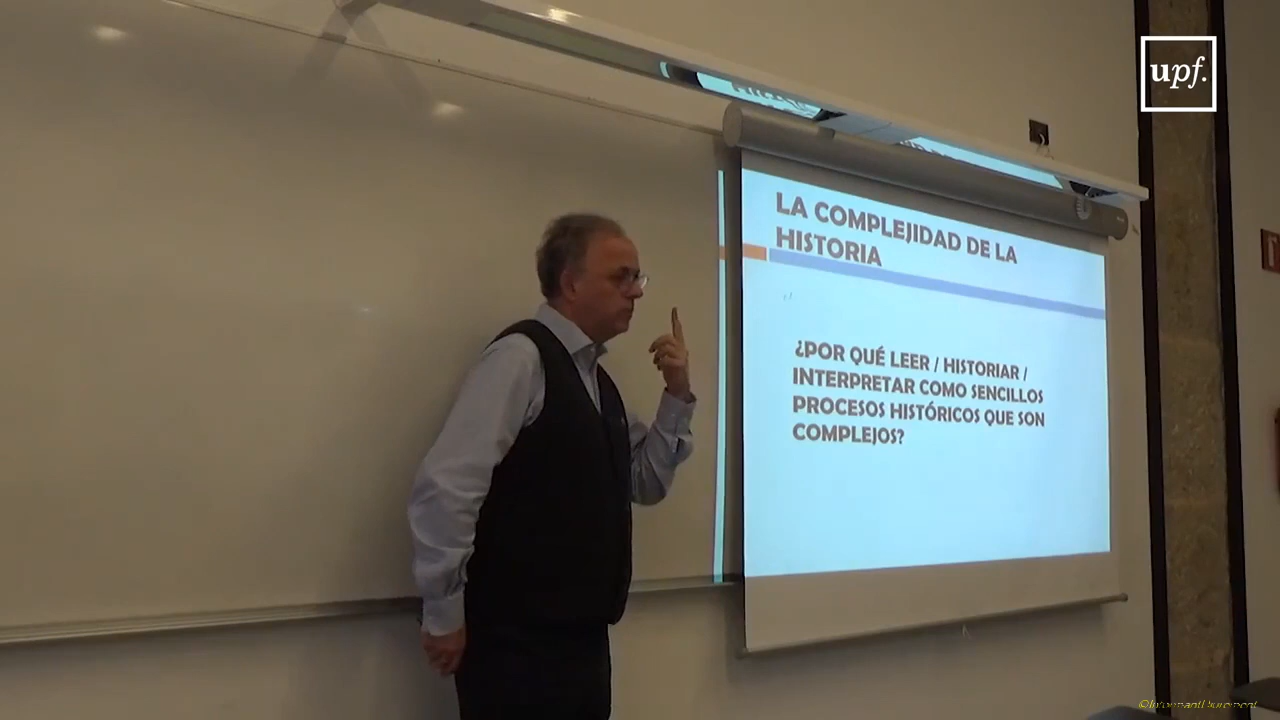 upf.
LA COMPLEJIDAD DE LA
HISTORIA
¿POR QUÉ LEER / HISTORIAR /
INTERPRETAR COMO SENCILLOS
PROCESOS HISTÓRICOS QUE SON
COMPLEJOS?